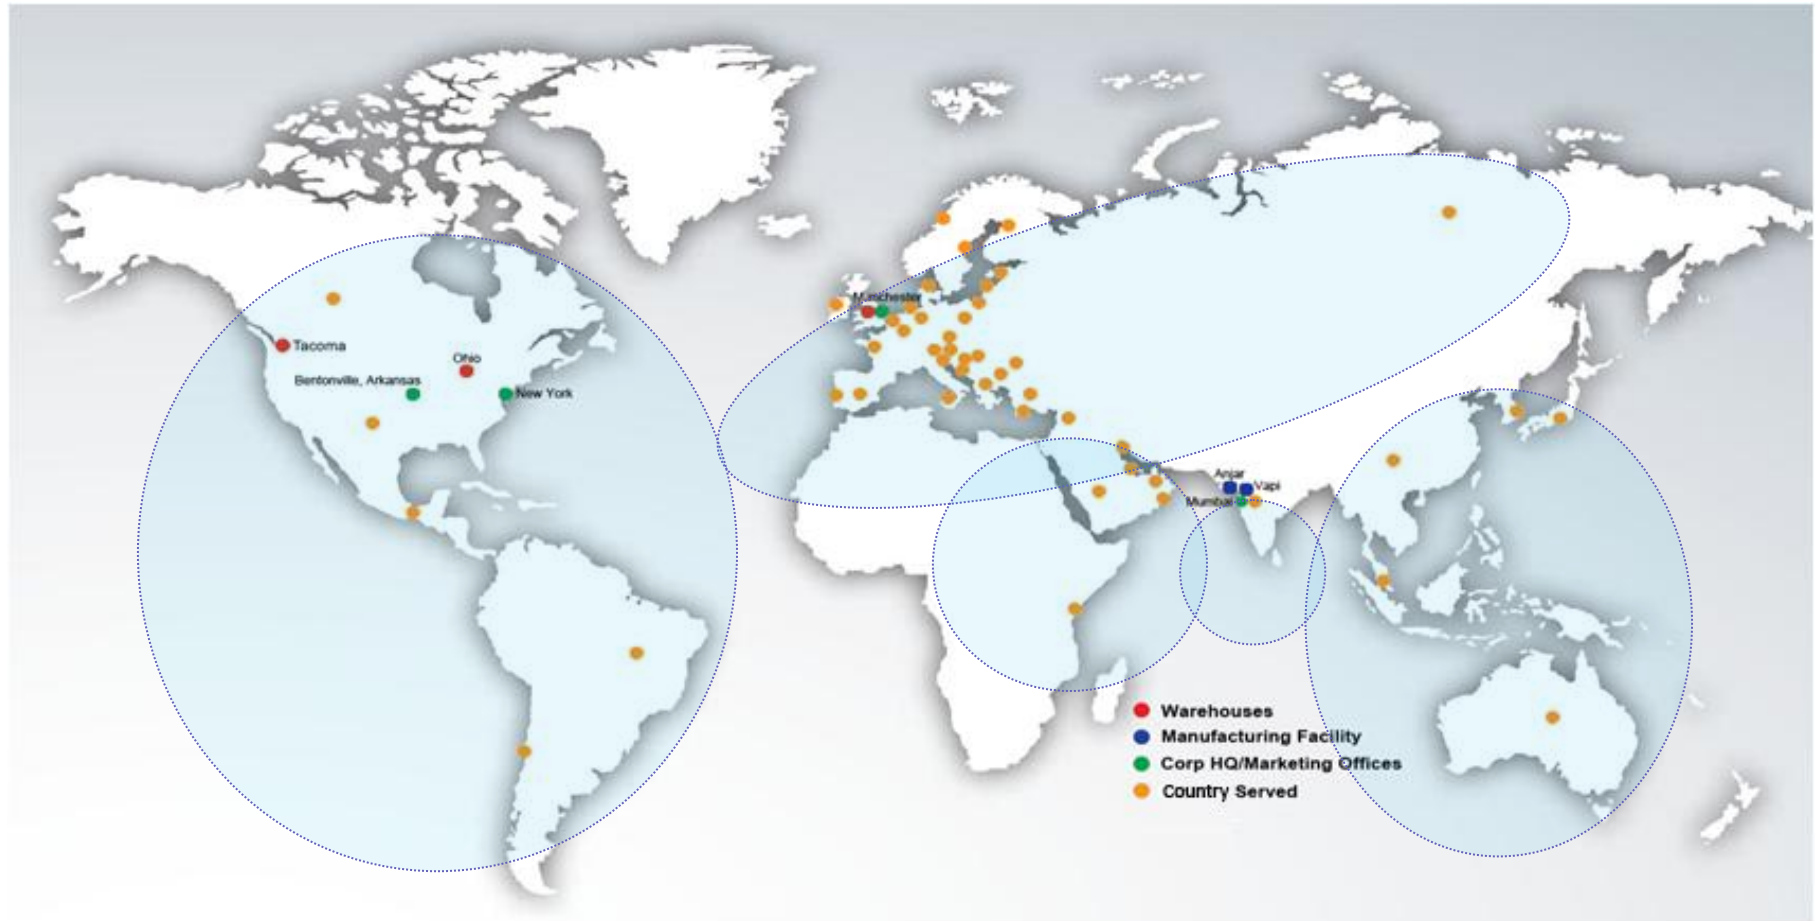 Manchester
Tacoma
Ohio
Bentonville, Arkansas
New York
Anjar
Vapi
Mumbai
Warehouses
Manufacturing Facility
Corp HQ/Marketing Offices
Country Served